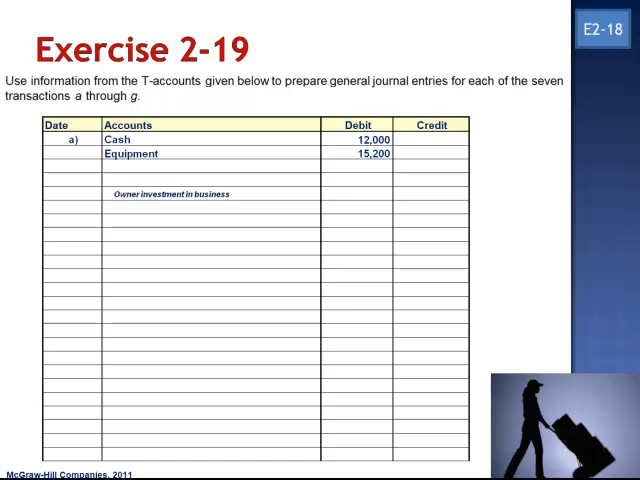 E2-18
Exercise 2-19
Use information from the T-accounts given below to prepare general journal entries for each of the seven
transactions a through g.
Date Accounts Debit Credit
a) Cash 12,000
Equipment 15,200
Owner investment in business
McGraw-Hill Companies, 2011